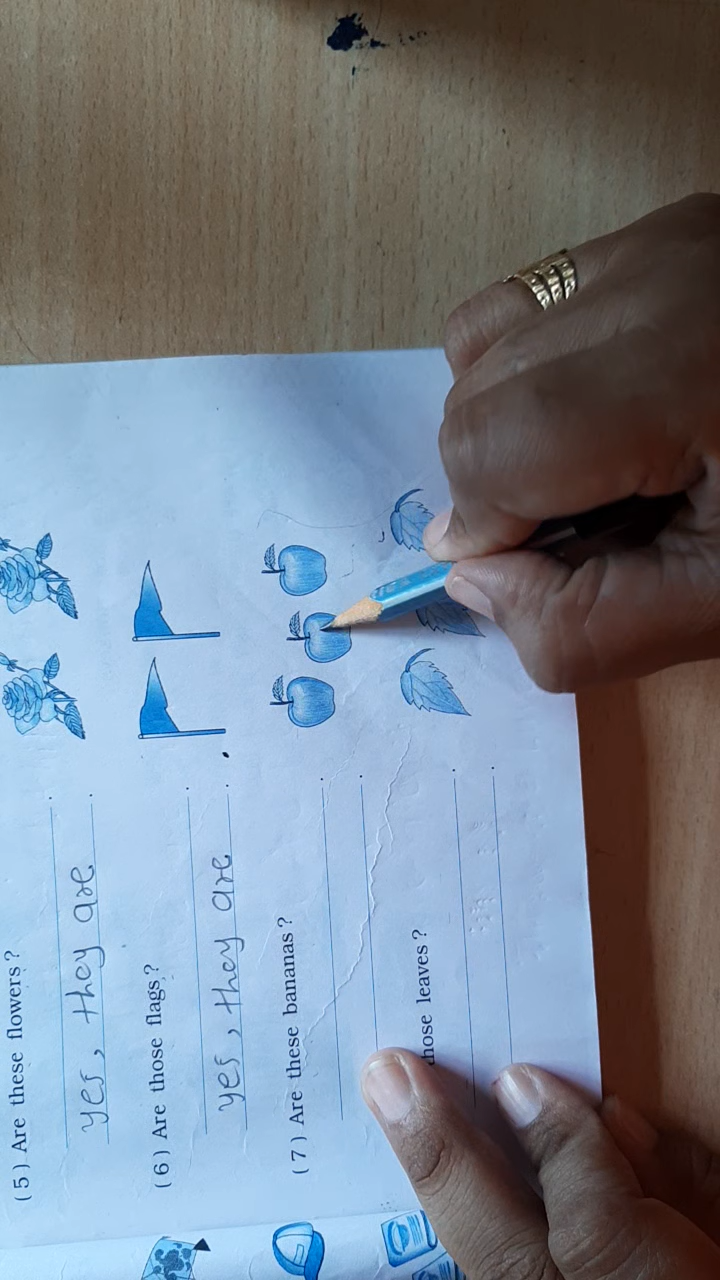 (5) Are these flowers?
yes, they are.
(6) Are those flags?
yes, they are.
(7) Are these bananas?
those leaves?